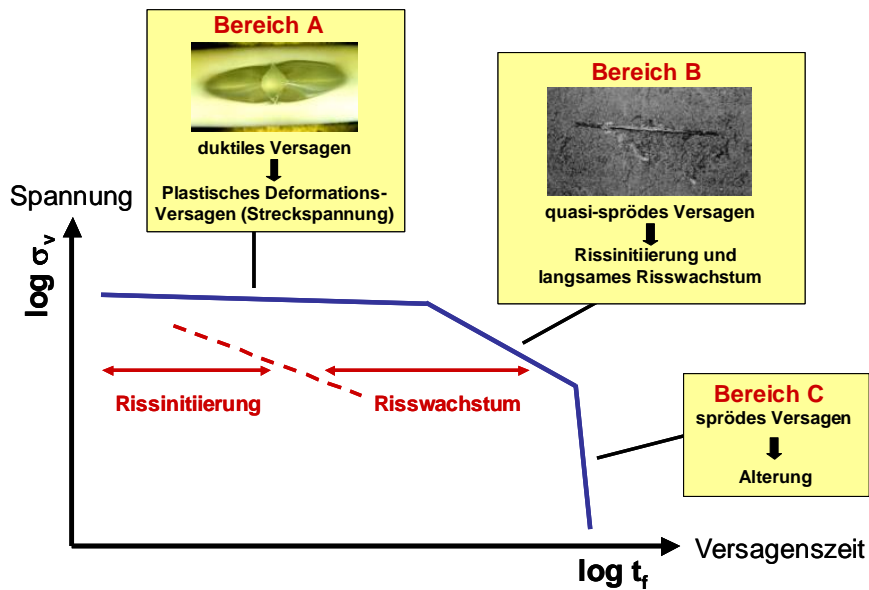 Bereich A
duktiles Versagen
Plastisches Deformations-
Versagen (Streckspannung)
Bereich B
quasi-sprödes Versagen
Rissinitiierung und
langsames Risswachstum
Spannung
log σv
Rissinitiierung
Risswachstum
Bereich C
sprödes Versagen
Alterung
Versagenszeit
log tf